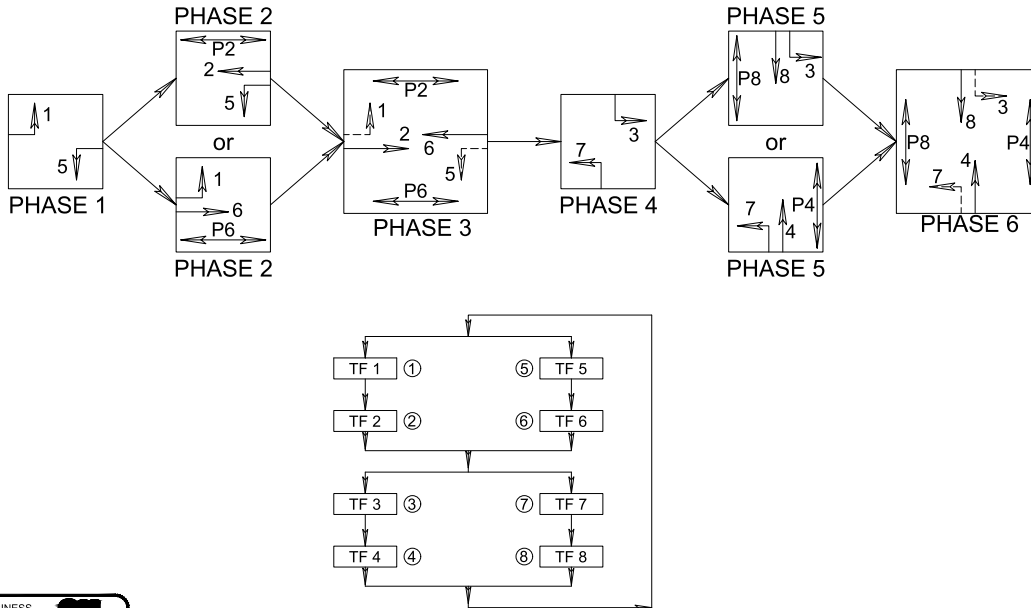 PHASE 2
P2
2
5
or
1
6
P6
PHASE 2
1
5
PHASE 1
P2
1
2
6
5
P6
PHASE 3
3
7
PHASE 4
PHASE 5
P8
8
3
or
7
4
P4
PHASE 5
P8
8
3
4
7
P4
PHASE 6
TF 1 ① ⑤ TF 5
TF 2 ② ⑥ TF 6
TF 3 ③ ⑦ TF 7
TF 4 ④ ⑧ TF 8